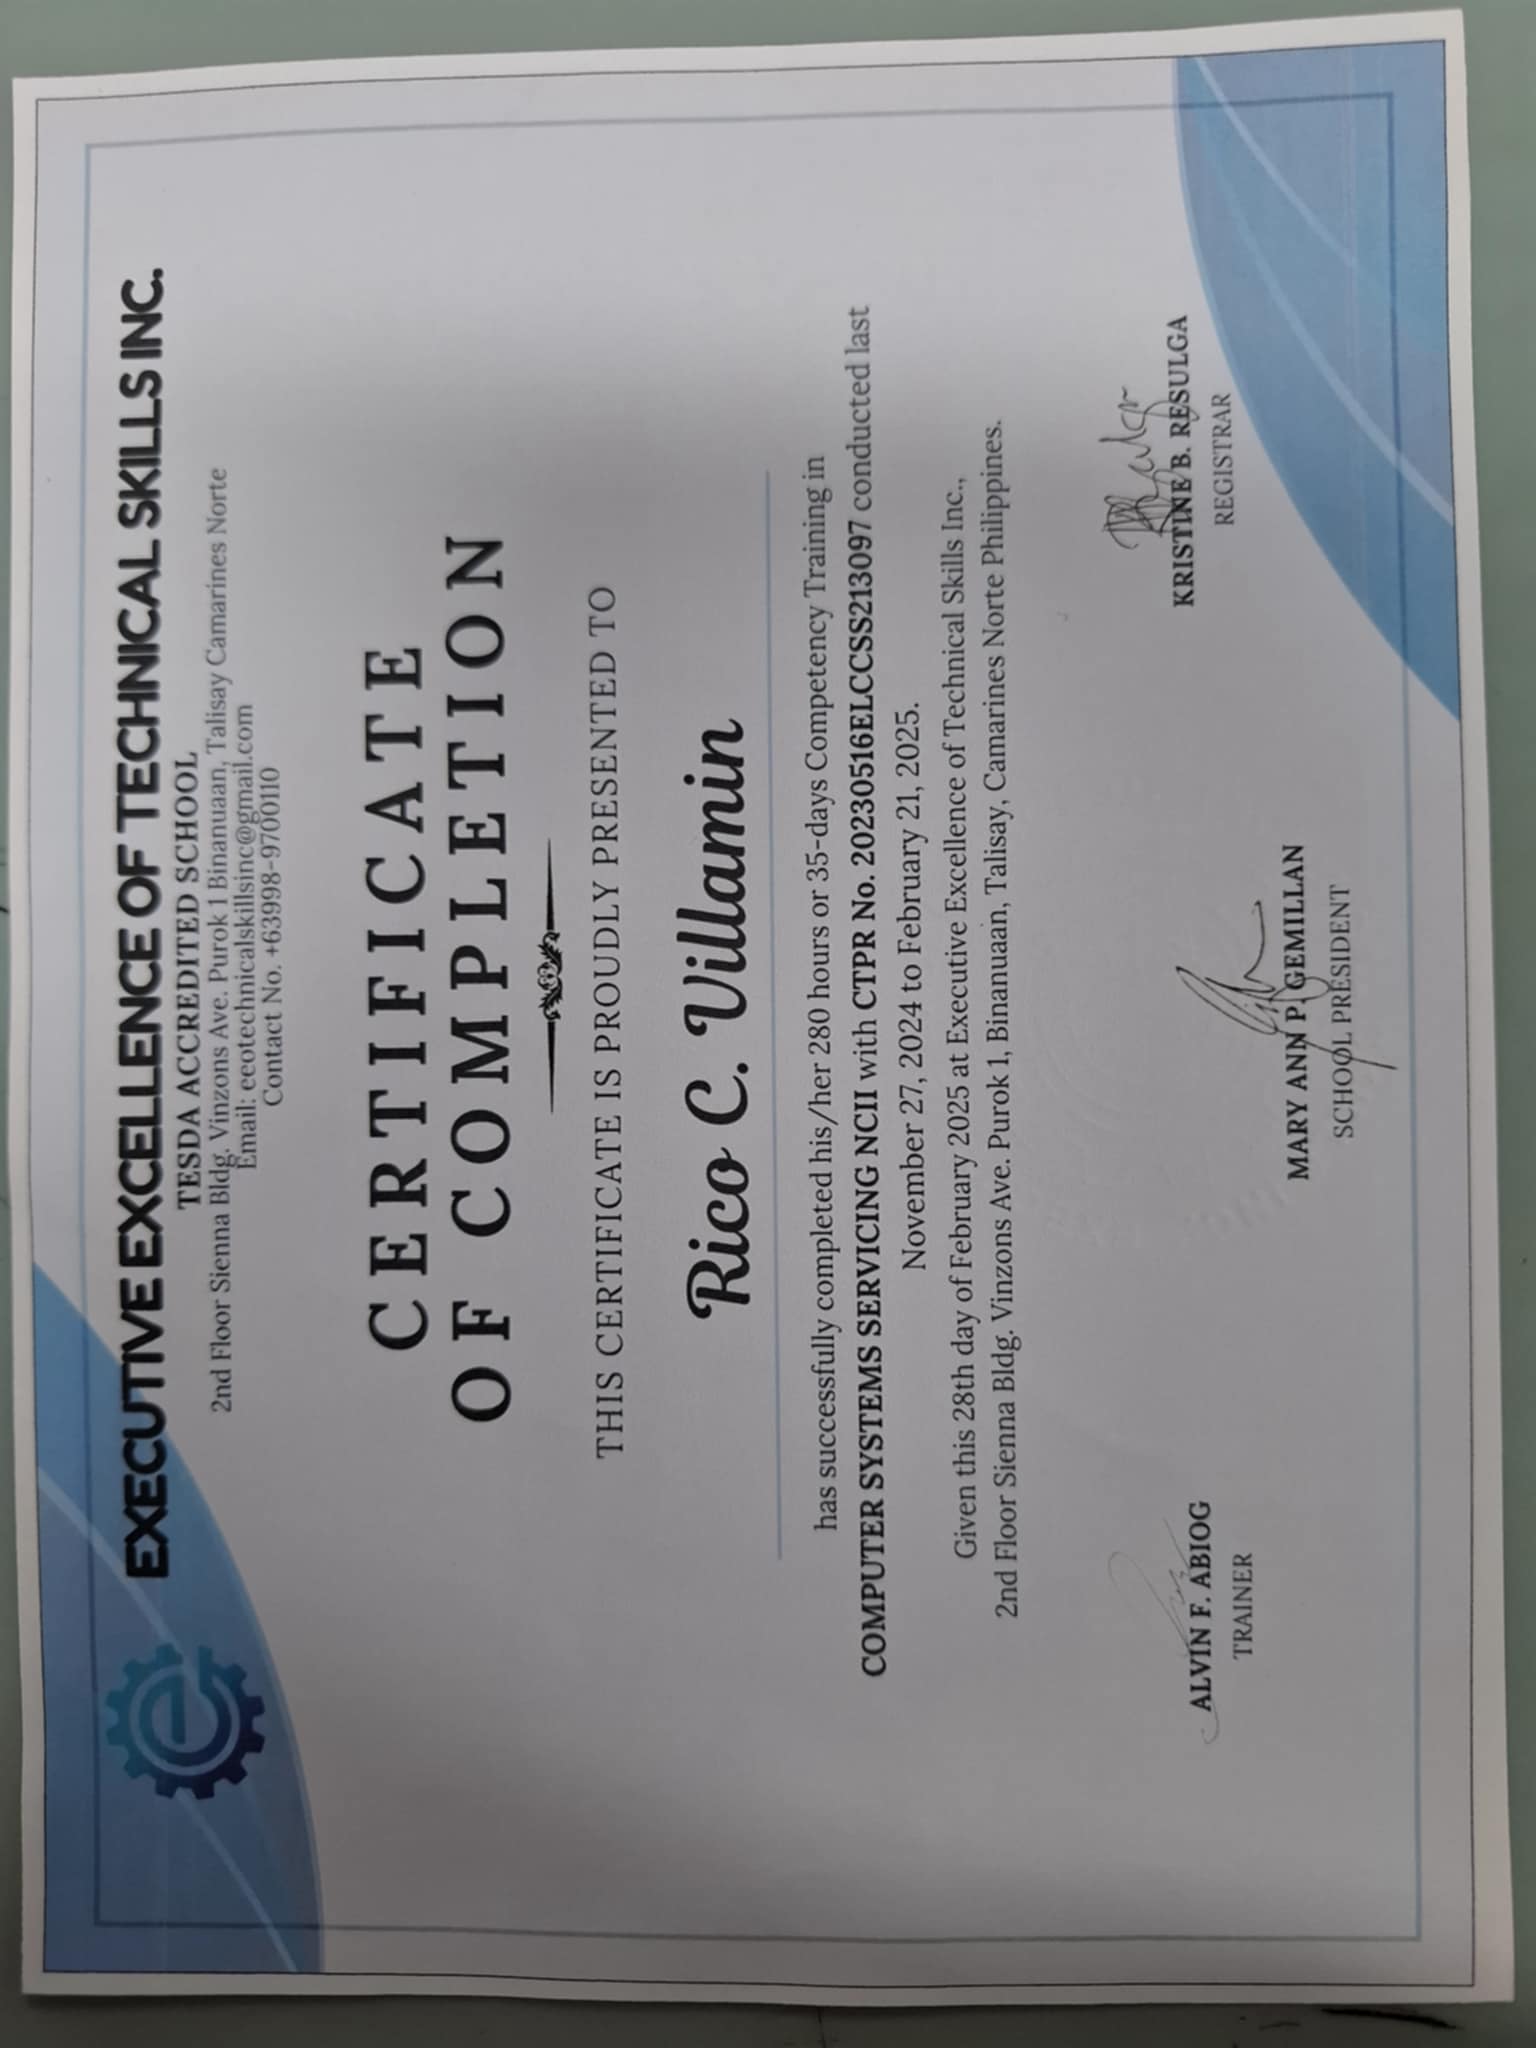 EXECUTIVE EXCELLENCE OF TECHNICAL SKILLS INC.
TESDA ACCREDITED SCHOOL
2nd Floor Sienna Bldg. Vinzons Ave. Purok 1 Binanuaan, Talisay Camarines Norte
Email: eeotechnicalskillsinc@gmail.com
Contact No. +63998-9700110
CERTIFICATE
OF COMPLETION
THIS CERTIFICATE IS PROUDLY PRESENTED TO
Rico C. Villamin
has successfully completed his/her 280 hours or 35-days Competency Training in
COMPUTER SYSTEMS SERVICING NCII with CTPR No. 20230516ELCCSS213097 conducted last
November 27, 2024 to February 21, 2025.
Given this 28th day of February 2025 at Executive Excellence of Technical Skills Inc.,
2nd Floor Sienna Bldg. Vinzons Ave. Purok 1, Binanuaan, Talisay, Camarines Norte Philippines.
ALVIN F. ABIOG
TRAINER
MARY ANN P. GEMILLAN
SCHOOL PRESIDENT
KRISTINE B. RESULGA
REGISTRAR